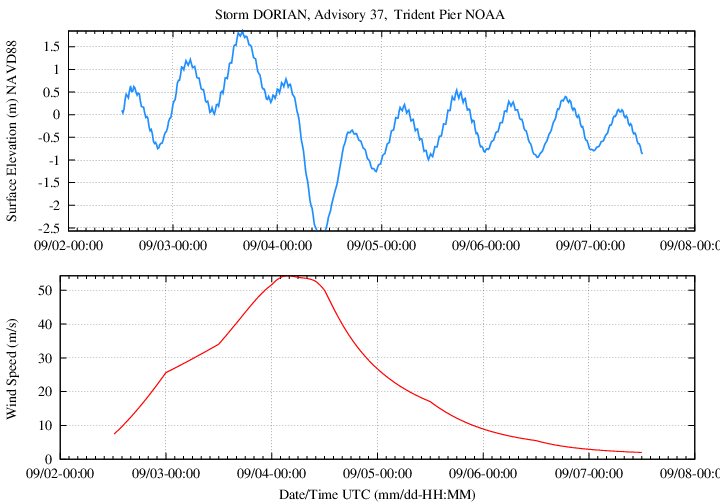 Storm DORIAN, Advisory 37, Trident Pier NOAA
Surface Elevation (m) NAVD88
1.5
1
0.5
0
-0.5
-1
-1.5
-2
-2.5
09/02-00:00 09/03-00:00 09/04-00:00 09/05-00:00 09/06-00:00 09/07-00:00 09/08-00:0
Wind Speed (m/s)
50
40
30
20
10
0
09/02-00:00 09/03-00:00 09/04-00:00 09/05-00:00 09/06-00:00 09/07-00:00 09/08-00:0
Date/Time UTC (mm/dd-HH:MM)